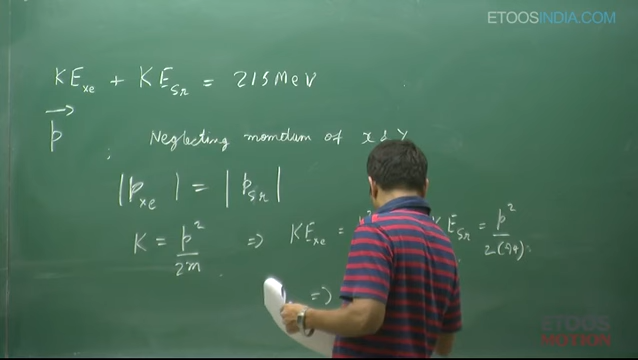 ETOOSINDIA.COM
KE_Xe + KE_Sr = 215 MeV
→
p ; Neglecting momentum of x & y
|p_xe| = |p_Sr|
K = p²/2m ⇒ KE_xe = E_Sr = p²/2(94)
⇒
ETOOS
MOTION